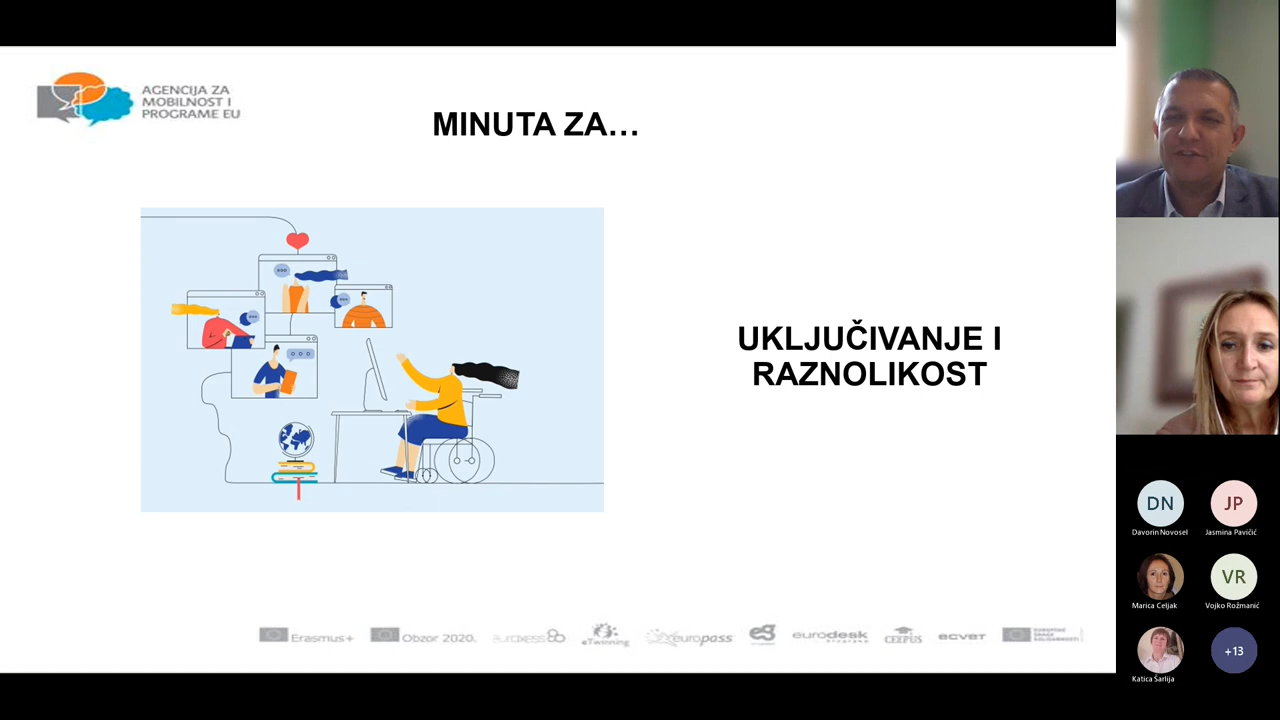 AGENCIJA ZA
MOBILNOST I
PROGRAME EU
MINUTA ZA...
UKLJUČIVANJE I
RAZNOLIKOST
Erasmus+
Obzor 2020.
euraxess
eTwinning
europass
eurodesk
CEEPUS
ecvet
DN
Davorin Novosel
JP
Jasmina Pavičić
Marica Celjak
VR
Vojko Rožmanić
Katica Šarlija
+13